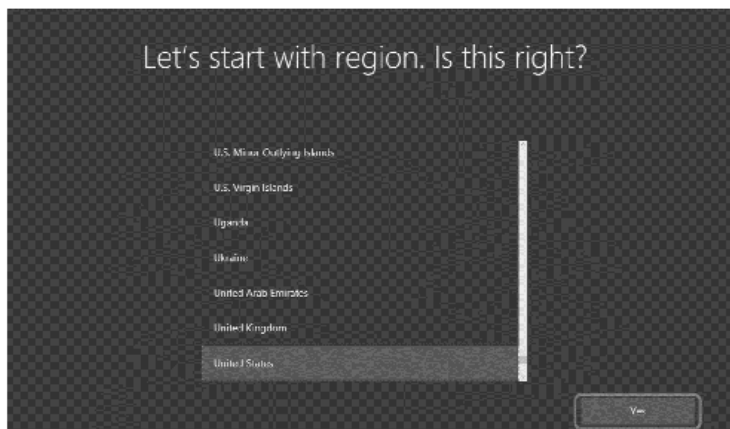 Let's start with region. Is this right?
U.S. Minor Outlying Islands
U.S. Virgin Islands
Uganda
Ukraine
United Arab Emirates
United Kingdom
United States
Yes